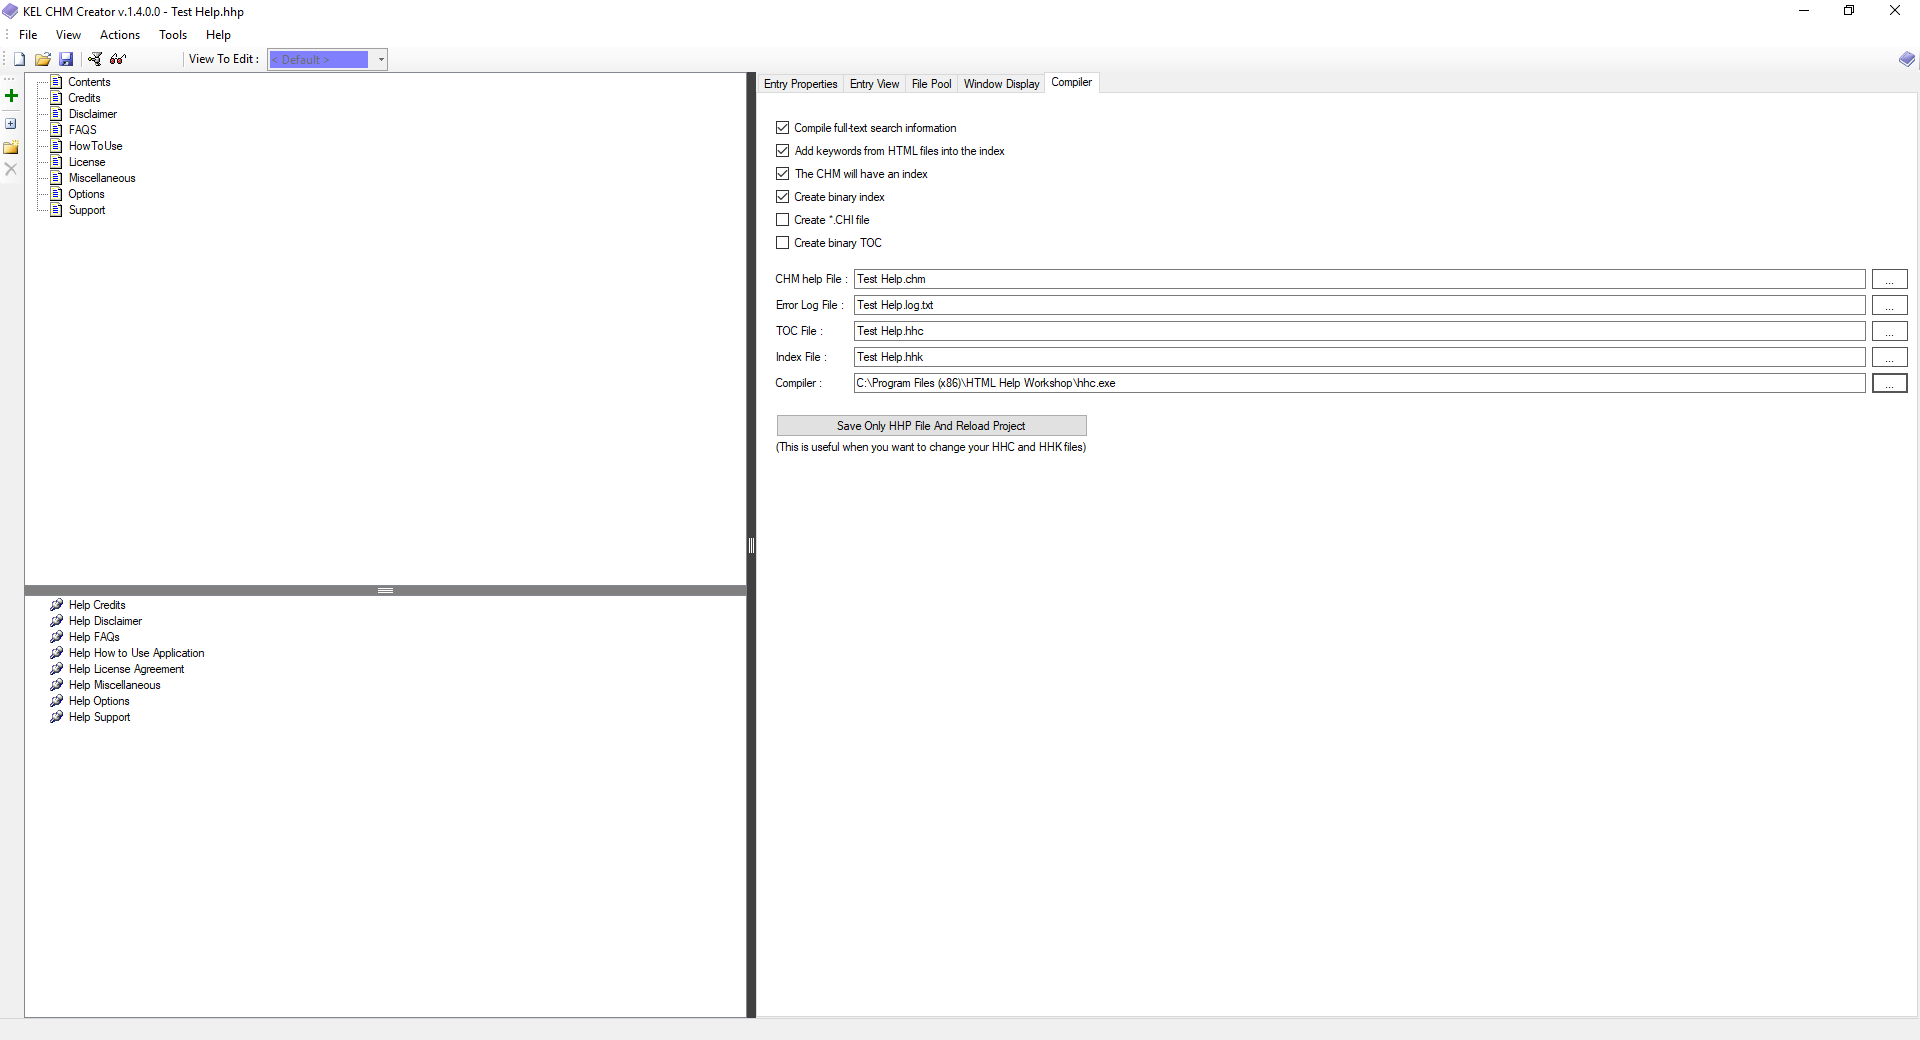 KEL CHM Creator v.1.4.0.0 - Test Help.hhp
File View Actions Tools Help
View To Edit : < Default >
Contents
Credits
Disclaimer
FAQS
HowToUse
License
Miscellaneous
Options
Support
Help Credits
Help Disclaimer
Help FAQs
Help How to Use Application
Help License Agreement
Help Miscellaneous
Help Options
Help Support
Entry Properties Entry View File Pool Window Display Compiler
Compile full-text search information
Add keywords from HTML files into the index
The CHM will have an index
Create binary index
Create *.CHI file
Create binary TOC
CHM help File : Test Help.chm ...
Error Log File : Test Help.log.txt ...
TOC File : Test Help.hhc ...
Index File : Test Help.hhk ...
Compiler : C:\Program Files (x86)\HTML Help Workshop\hhc.exe ...
Save Only HHP File And Reload Project
(This is useful when you want to change your HHC and HHK files)